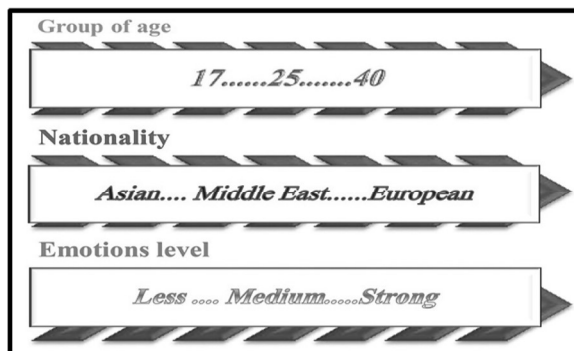 Group of age
17......25.......40
Nationality
Asian.... Middle East......European
Emotions level
Less .... Medium.....Strong